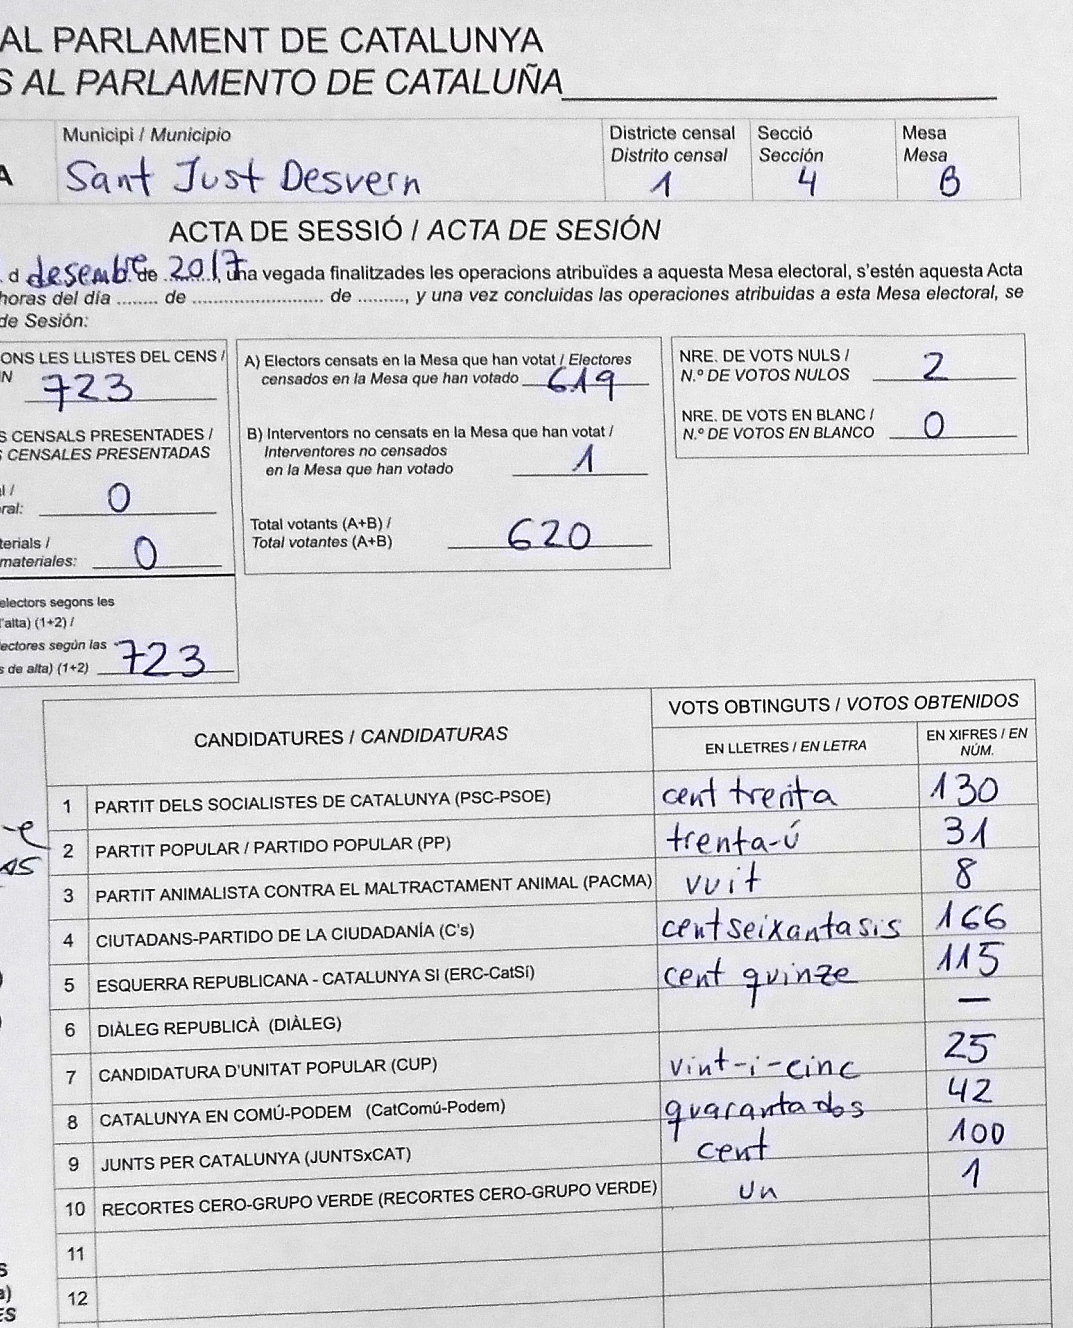 AL PARLAMENT DE CATALUNYA
S AL PARLAMENTO DE CATALUÑA
A
Municipi / Municipio
Sant Just Desvern
Districte censal
Distrito censal
1
Secció
Sección
4
Mesa
Mesa
B
ACTA DE SESSIÓ / ACTA DE SESIÓN
d desembre de 2017, una vegada finalitzades les operacions atribuïdes a aquesta Mesa electoral, s'estén aquesta Acta
horas del día ........ de ........................ de ........., y una vez concluidas las operaciones atribuidas a esta Mesa electoral, se
de Sesión:
ONS LES LLISTES DEL CENS /
N 723
S CENSALS PRESENTADES /
S CENSALES PRESENTADAS
al /
ral: 0
erials /
materiales: 0
electors segons les
'alta) (1+2) /
lectores según las
s de alta) (1+2) 723
A) Electors censats en la Mesa que han votat / Electores
censados en la Mesa que han votado 619
B) Interventors no censats en la Mesa que han votat /
Interventores no censados
en la Mesa que han votado 1
Total votants (A+B) /
Total votantes (A+B) 620
NRE. DE VOTS NULS /
N.º DE VOTOS NULOS 2
NRE. DE VOTS EN BLANC /
N.º DE VOTOS EN BLANCO 0
CANDIDATURES / CANDIDATURAS
VOTS OBTINGUTS / VOTOS OBTENIDOS
EN LLETRES / EN LETRA
EN XIFRES / EN NÚM.
1 PARTIT DELS SOCIALISTES DE CATALUNYA (PSC-PSOE) cent trenta 130
2 PARTIT POPULAR / PARTIDO POPULAR (PP) trenta-ú 31
3 PARTIT ANIMALISTA CONTRA EL MALTRACTAMENT ANIMAL (PACMA) vuit 8
4 CIUTADANS-PARTIDO DE LA CIUDADANÍA (C's) cent seixantasis 166
5 ESQUERRA REPUBLICANA - CATALUNYA SI (ERC-CatSI) cent quinze 115
6 DIÀLEG REPUBLICÀ (DIÀLEG) —
7 CANDIDATURA D'UNITAT POPULAR (CUP) vint-i-cinc 25
8 CATALUNYA EN COMÚ-PODEM (CatComú-Podem) quarantados 42
9 JUNTS PER CATALUNYA (JUNTSxCAT) cent 100
10 RECORTES CERO-GRUPO VERDE (RECORTES CERO-GRUPO VERDE) un 1
11
12